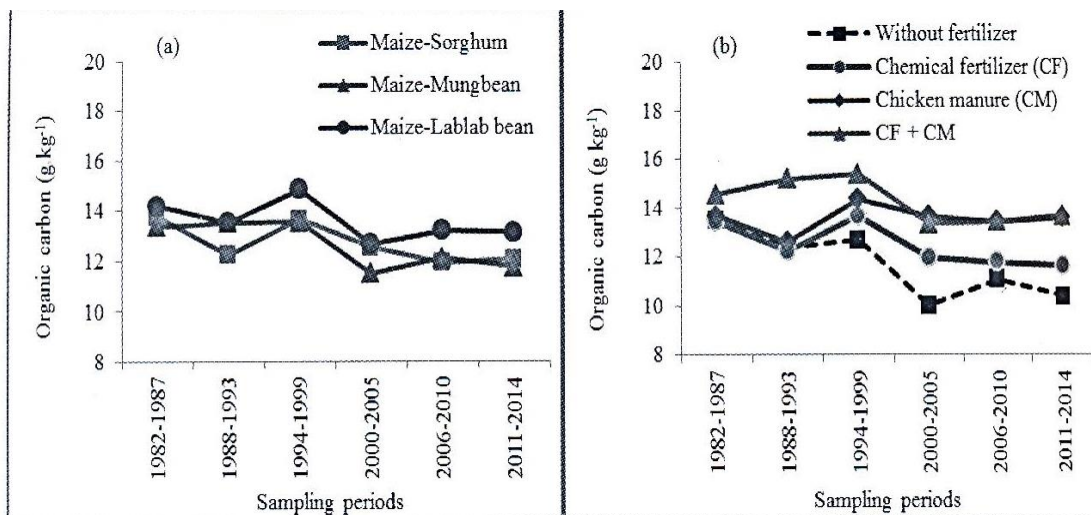 (a)
Maize-Sorghum
Maize-Mungbean
Maize-Lablab bean
Organic carbon (g kg⁻¹)
20
18
16
14
12
10
8
1982-1987
1988-1993
1994-1999
2000-2005
2006-2010
2011-2014
Sampling periods
(b)
Without fertilizer
Chemical fertilizer (CF)
Chicken manure (CM)
CF + CM
Organic carbon (g kg⁻¹)
20
18
16
14
12
10
8
1982-1987
1988-1993
1994-1999
2000-2005
2006-2010
2011-2014
Sampling periods